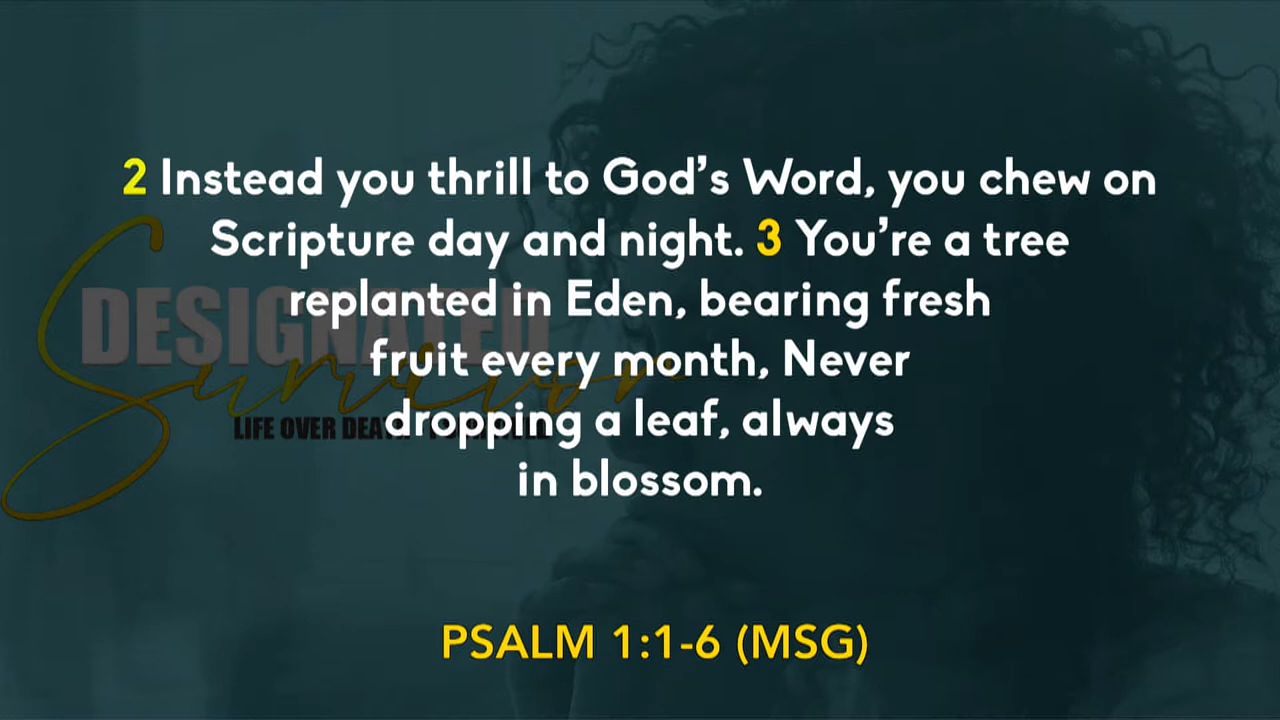 2 Instead you thrill to God's Word, you chew on
Scripture day and night. 3 You're a tree
replanted in Eden, bearing fresh
fruit every month, Never
dropping a leaf, always
in blossom.
DESIGNATED
Survivor
LIFE OVER DEATH
PSALM 1:1-6 (MSG)